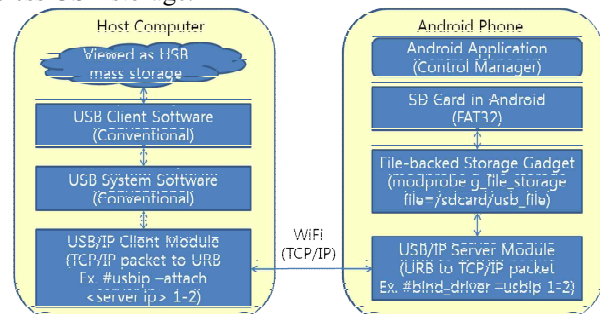 Host Computer
Viewed as USB
mass storage
USB Client Software
(Conventional)
USB System Software
(Conventional)
USB/IP Client Module
(TCP/IP packet to URB
Ex. #usbip –attach
<server ip> 1-2)
WiFi
(TCP/IP)
Android Phone
Android Application
(Control Manager)
SD Card in Android
(FAT32)
File-backed Storage Gadget
(modprobe g_file_storage
file=/sdcard/usb_file)
USB/IP Server Module
(URB to TCP/IP packet
Ex. #bind_driver –usbip 1-2)